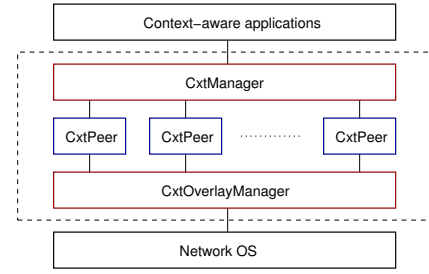 Context-aware applications
CxtManager
CxtPeer CxtPeer ............. CxtPeer
CxtOverlayManager
Network OS